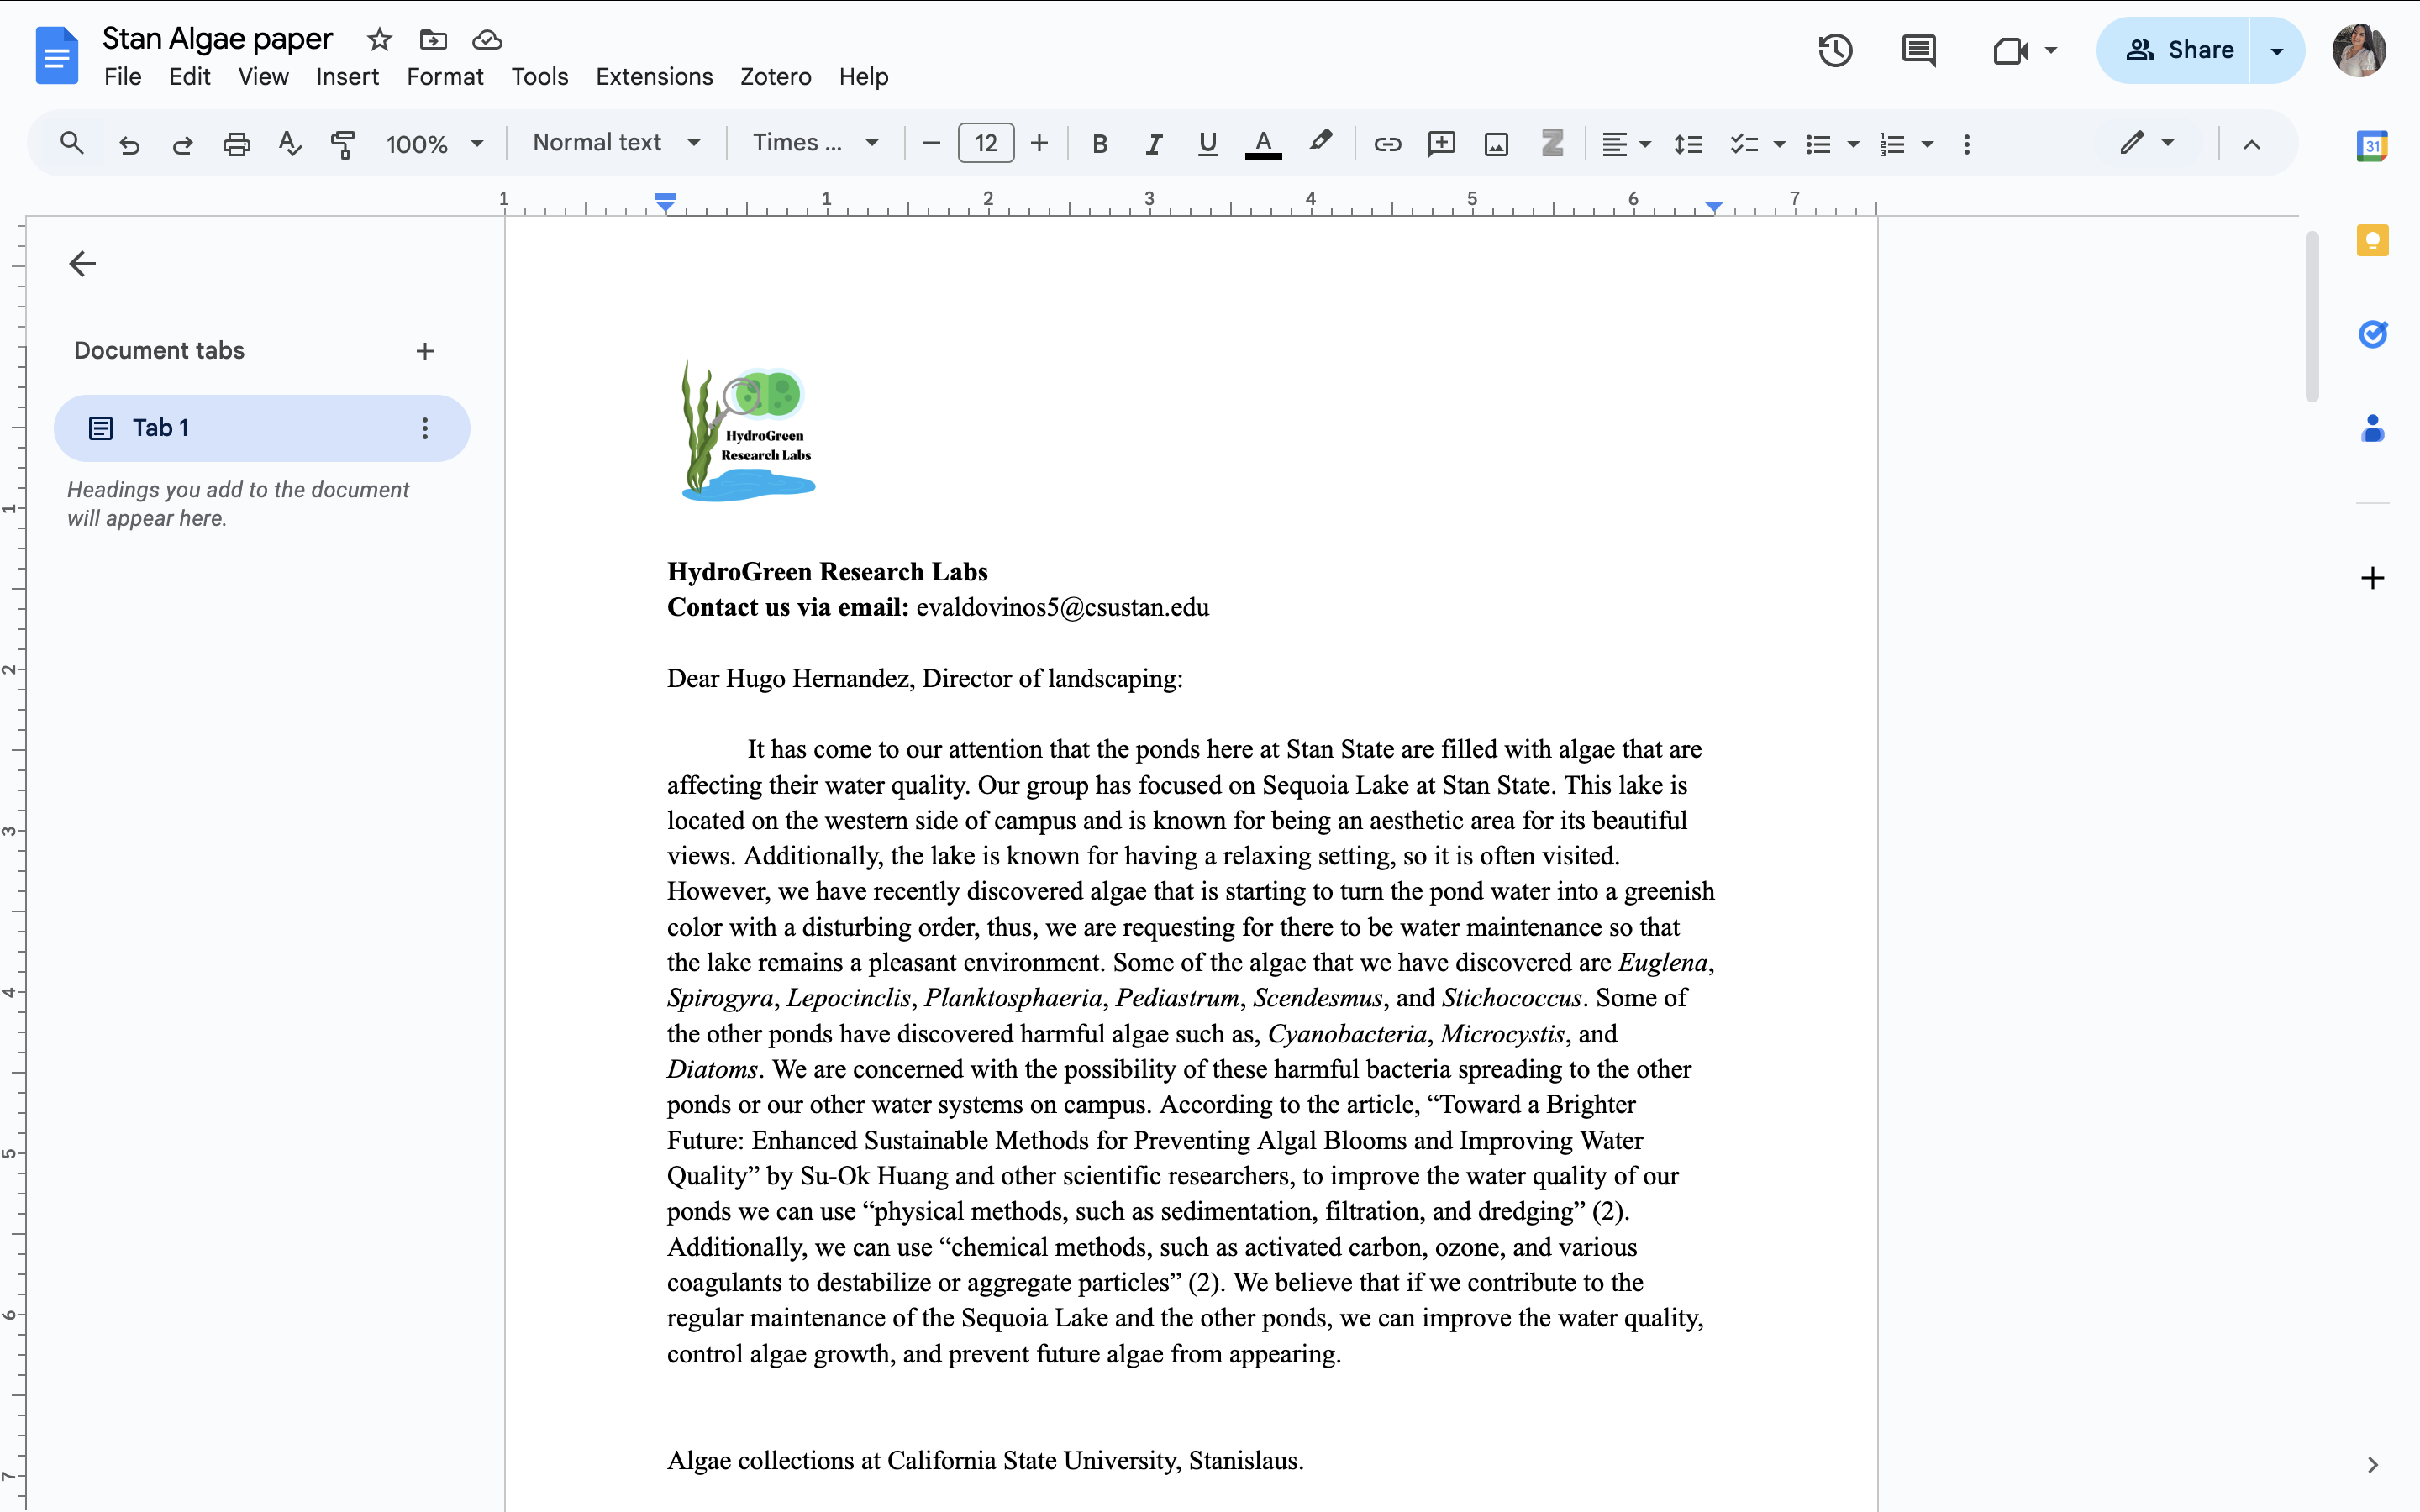 Stan Algae paper
File Edit View Insert Format Tools Extensions Zotero Help
Share
100% Normal text Times ... 12
31
1 1 2 3 4 5 6 7
Document tabs
Tab 1
Headings you add to the document
will appear here.
1
2
3
4
5
6
7
HydroGreen
Research Labs
HydroGreen Research Labs
Contact us via email: evaldovinos5@csustan.edu
Dear Hugo Hernandez, Director of landscaping:
It has come to our attention that the ponds here at Stan State are filled with algae that are
affecting their water quality. Our group has focused on Sequoia Lake at Stan State. This lake is
located on the western side of campus and is known for being an aesthetic area for its beautiful
views. Additionally, the lake is known for having a relaxing setting, so it is often visited.
However, we have recently discovered algae that is starting to turn the pond water into a greenish
color with a disturbing order, thus, we are requesting for there to be water maintenance so that
the lake remains a pleasant environment. Some of the algae that we have discovered are Euglena,
Spirogyra, Lepocinclis, Planktosphaeria, Pediastrum, Scendesmus, and Stichococcus. Some of
the other ponds have discovered harmful algae such as, Cyanobacteria, Microcystis, and
Diatoms. We are concerned with the possibility of these harmful bacteria spreading to the other
ponds or our other water systems on campus. According to the article, “Toward a Brighter
Future: Enhanced Sustainable Methods for Preventing Algal Blooms and Improving Water
Quality” by Su-Ok Huang and other scientific researchers, to improve the water quality of our
ponds we can use “physical methods, such as sedimentation, filtration, and dredging” (2).
Additionally, we can use “chemical methods, such as activated carbon, ozone, and various
coagulants to destabilize or aggregate particles” (2). We believe that if we contribute to the
regular maintenance of the Sequoia Lake and the other ponds, we can improve the water quality,
control algae growth, and prevent future algae from appearing.
Algae collections at California State University, Stanislaus.